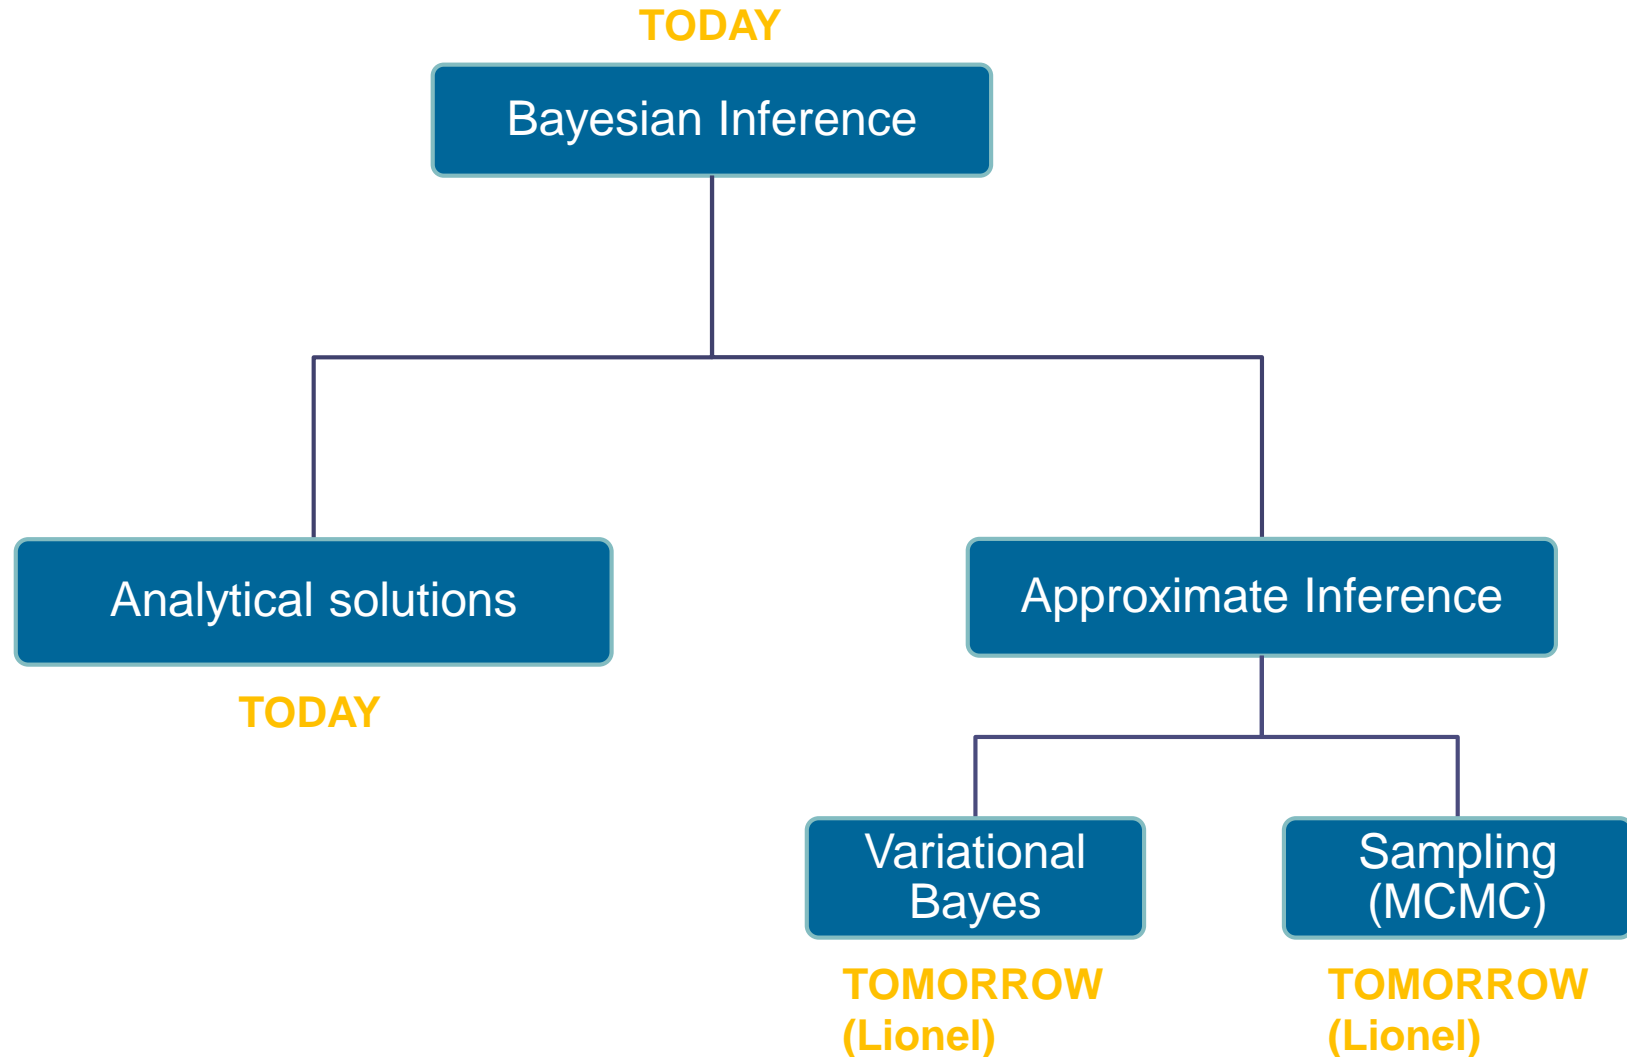 TODAY
Bayesian Inference
Analytical solutions
Approximate Inference
TODAY
Variational
Bayes
Sampling
(MCMC)
TOMORROW
(Lionel)
TOMORROW
(Lionel)